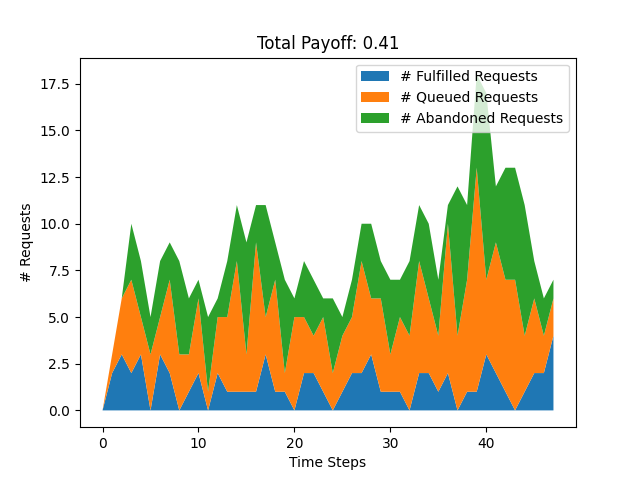 Total Payoff: 0.41
# Fulfilled Requests
# Queued Requests
# Abandoned Requests
17.5
15.0
12.5
10.0
7.5
5.0
2.5
0.0
# Requests
0 10 20 30 40
Time Steps